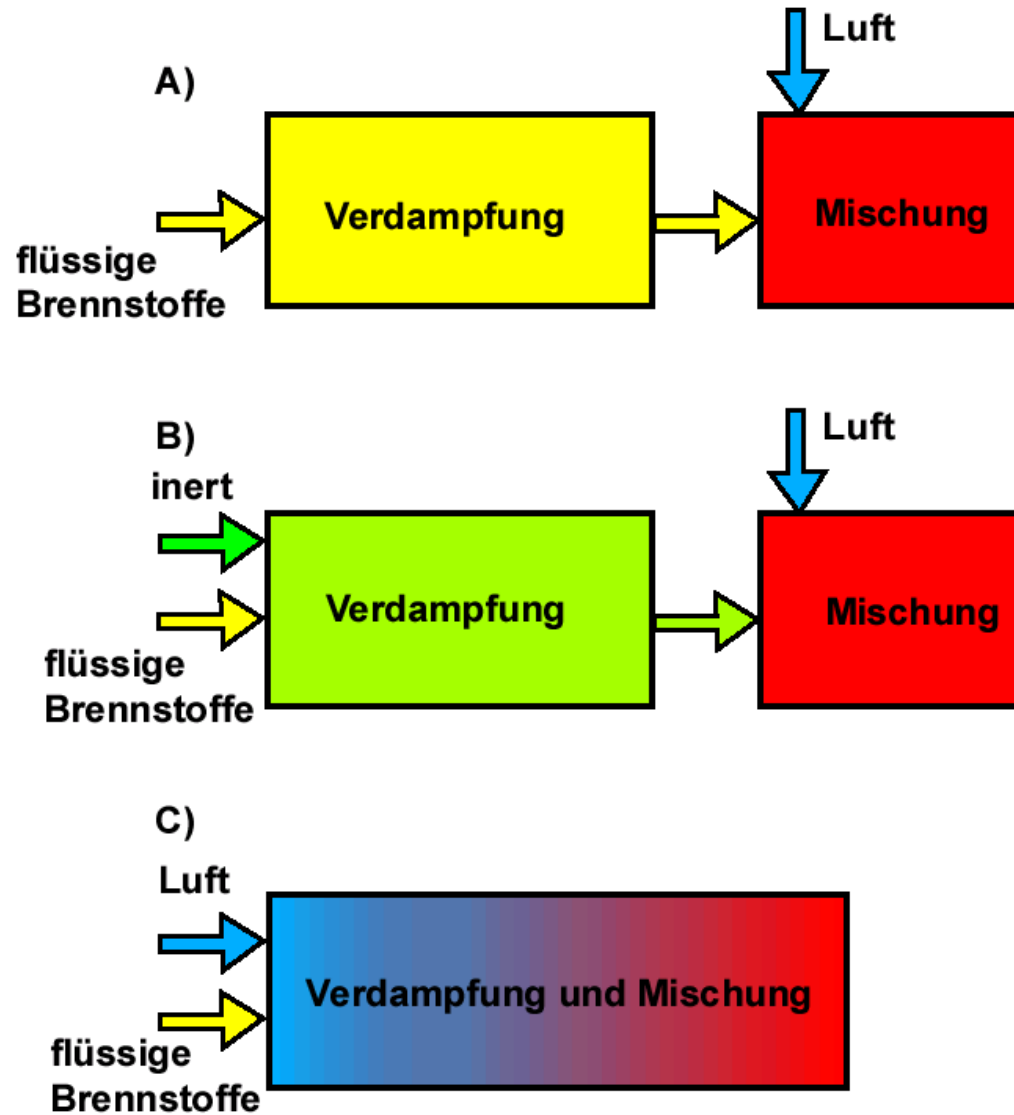 Luft
A)
Verdampfung
Mischung
flüssige
Brennstoffe
B)
Luft
inert
Verdampfung
Mischung
flüssige
Brennstoffe
C)
Luft
Verdampfung und Mischung
flüssige
Brennstoffe